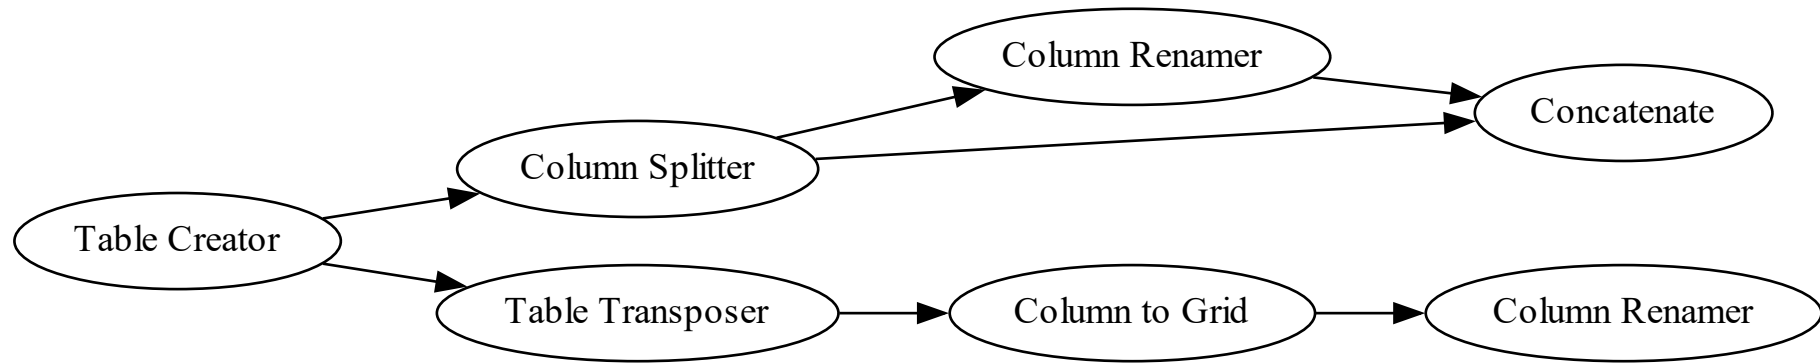 Column Renamer
Concatenate
Column Splitter
Table Creator
Table Transposer
Column to Grid
Column Renamer